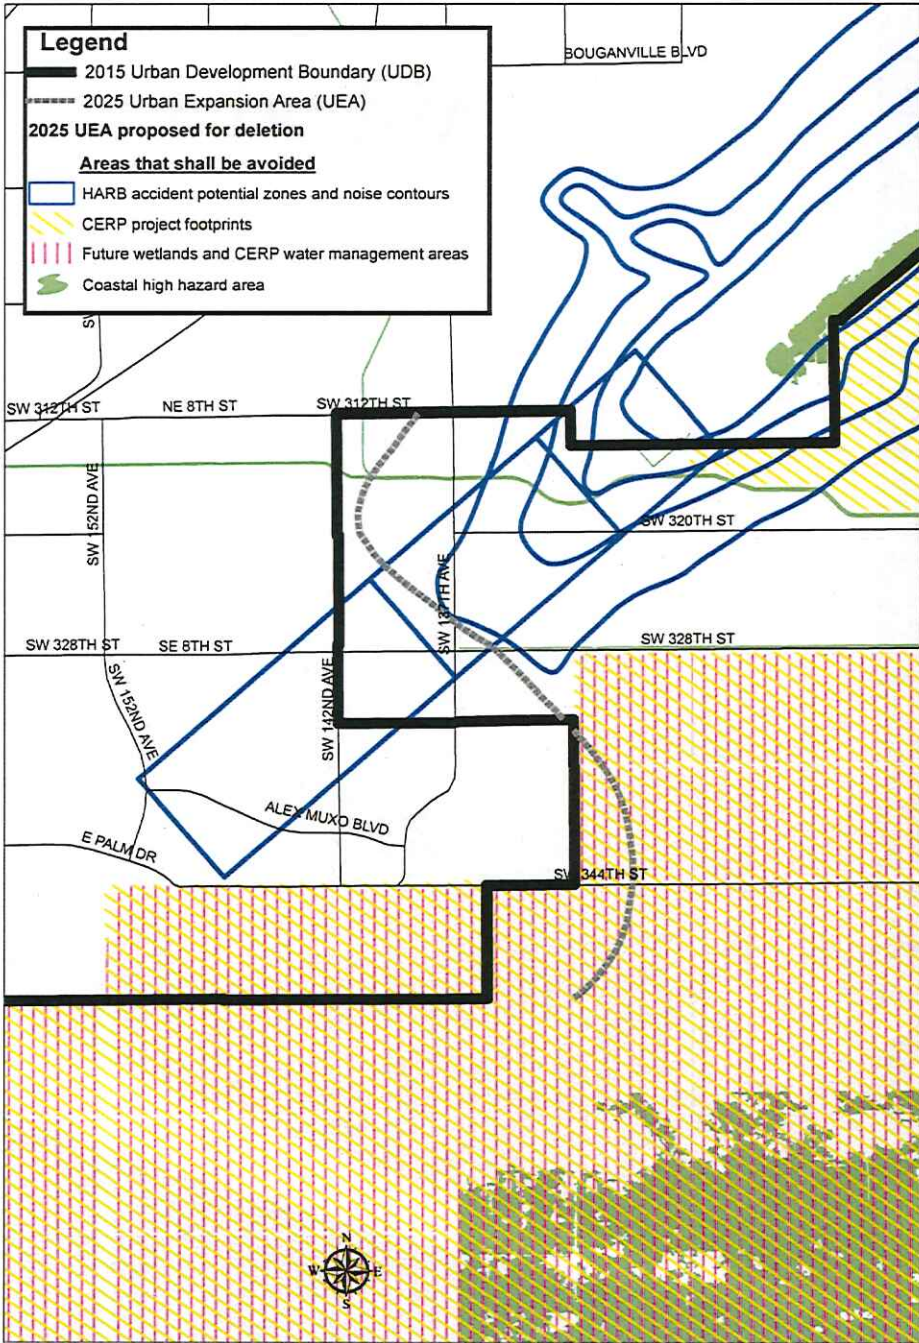 Legend
2015 Urban Development Boundary (UDB)
2025 Urban Expansion Area (UEA)
2025 UEA proposed for deletion
Areas that shall be avoided
HARB accident potential zones and noise contours
CERP project footprints
Future wetlands and CERP water management areas
Coastal high hazard area
BOUGANVILLE BLVD
SW 312TH ST
NE 8TH ST
SW 312TH ST
SW 152ND AVE
SW 320TH ST
SW 137TH AVE
SW 328TH ST
SE 8TH ST
SW 328TH ST
SW 152ND AVE
SW 142ND AVE
ALEX MUXO BLVD
E PALM DR
SW 344TH ST
N
W
E
S